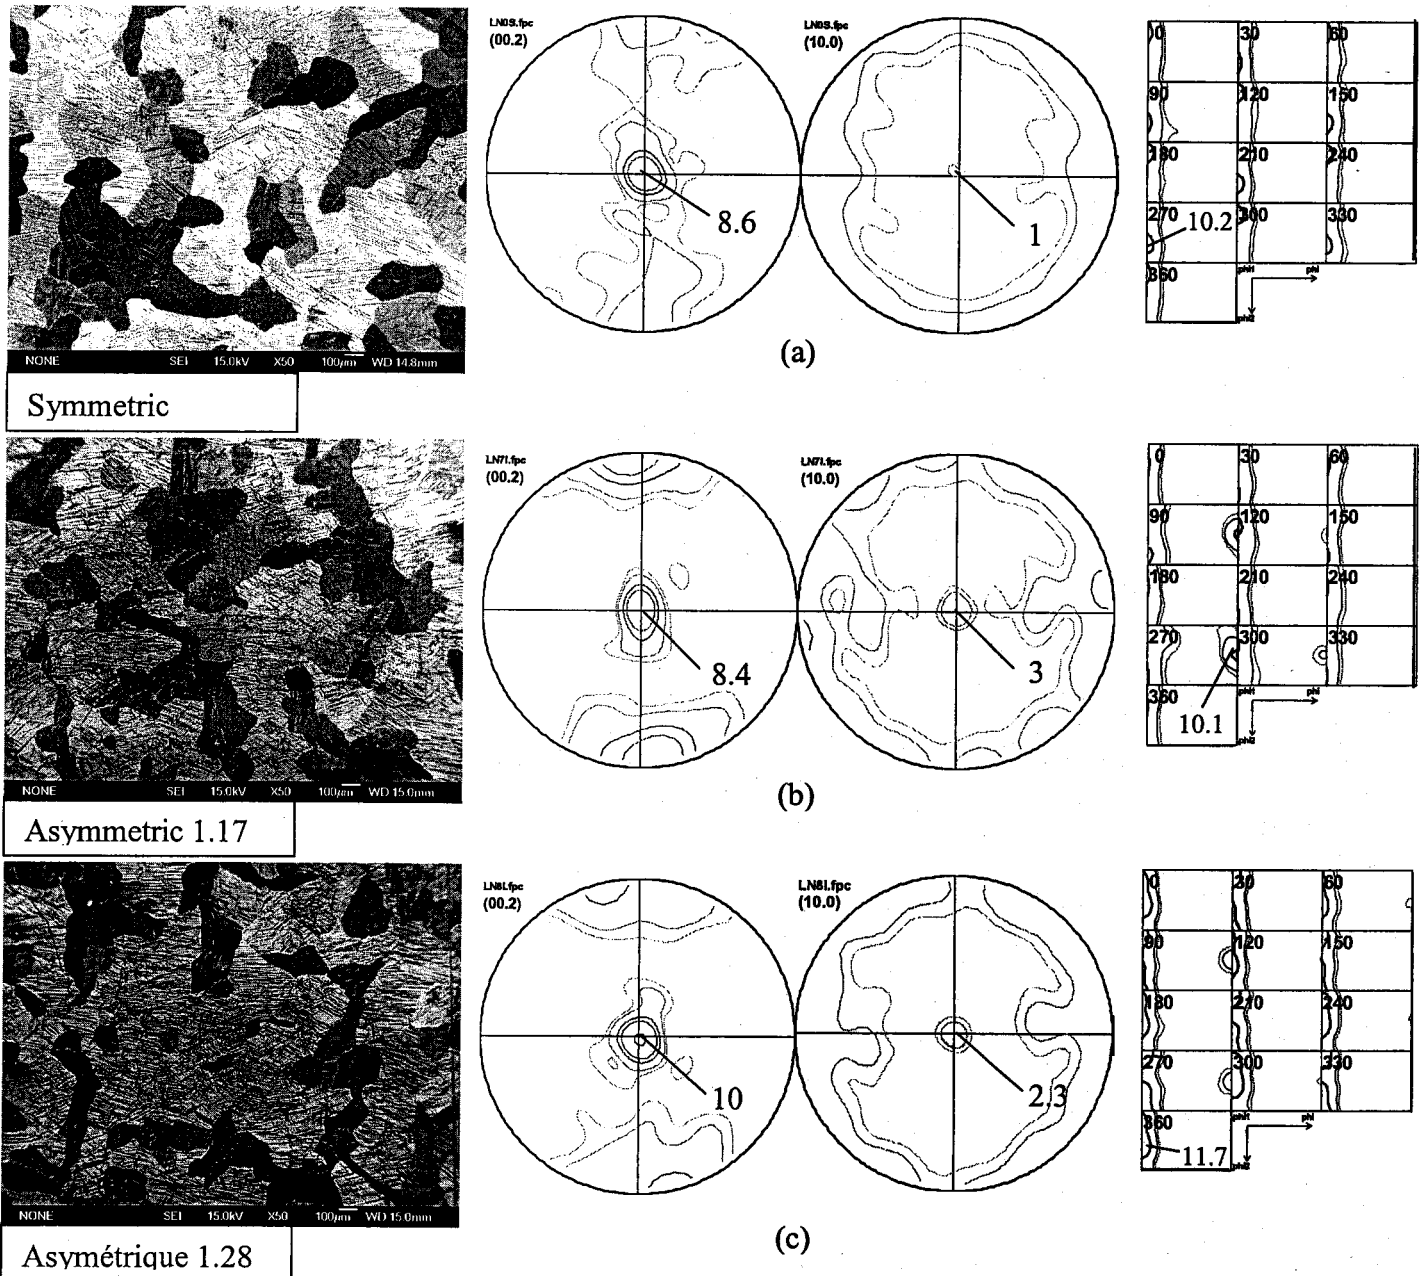 LN0S.fpc
(00.2)
8.6
LN0S.fpc
(10.0)
1
0 30 60
90 120 150
180 210 240
270 300 330
10.2
360
phi1 phi
phi2
NONE SEI 15.0kV X50 100µm WD 14.8mm
(a)
Symmetric
LN7I.fpc
(00.2)
8.4
LN7I.fpc
(10.0)
3
0 30 60
90 120 150
180 210 240
270 300 330
360
10.1
phi1 phi
phi2
NONE SEI 15.0kV X50 100µm WD 15.0mm
(b)
Asymmetric 1.17
(00.2)
10
(10.0)
2.3
0 30 60
90 120 150
180 210 240
270 300 330
360
11.7
phi1 phi
phi2
NONE SEI 15.0kV X50 100µm WD 15.0mm
(c)
Asymétrique 1.28